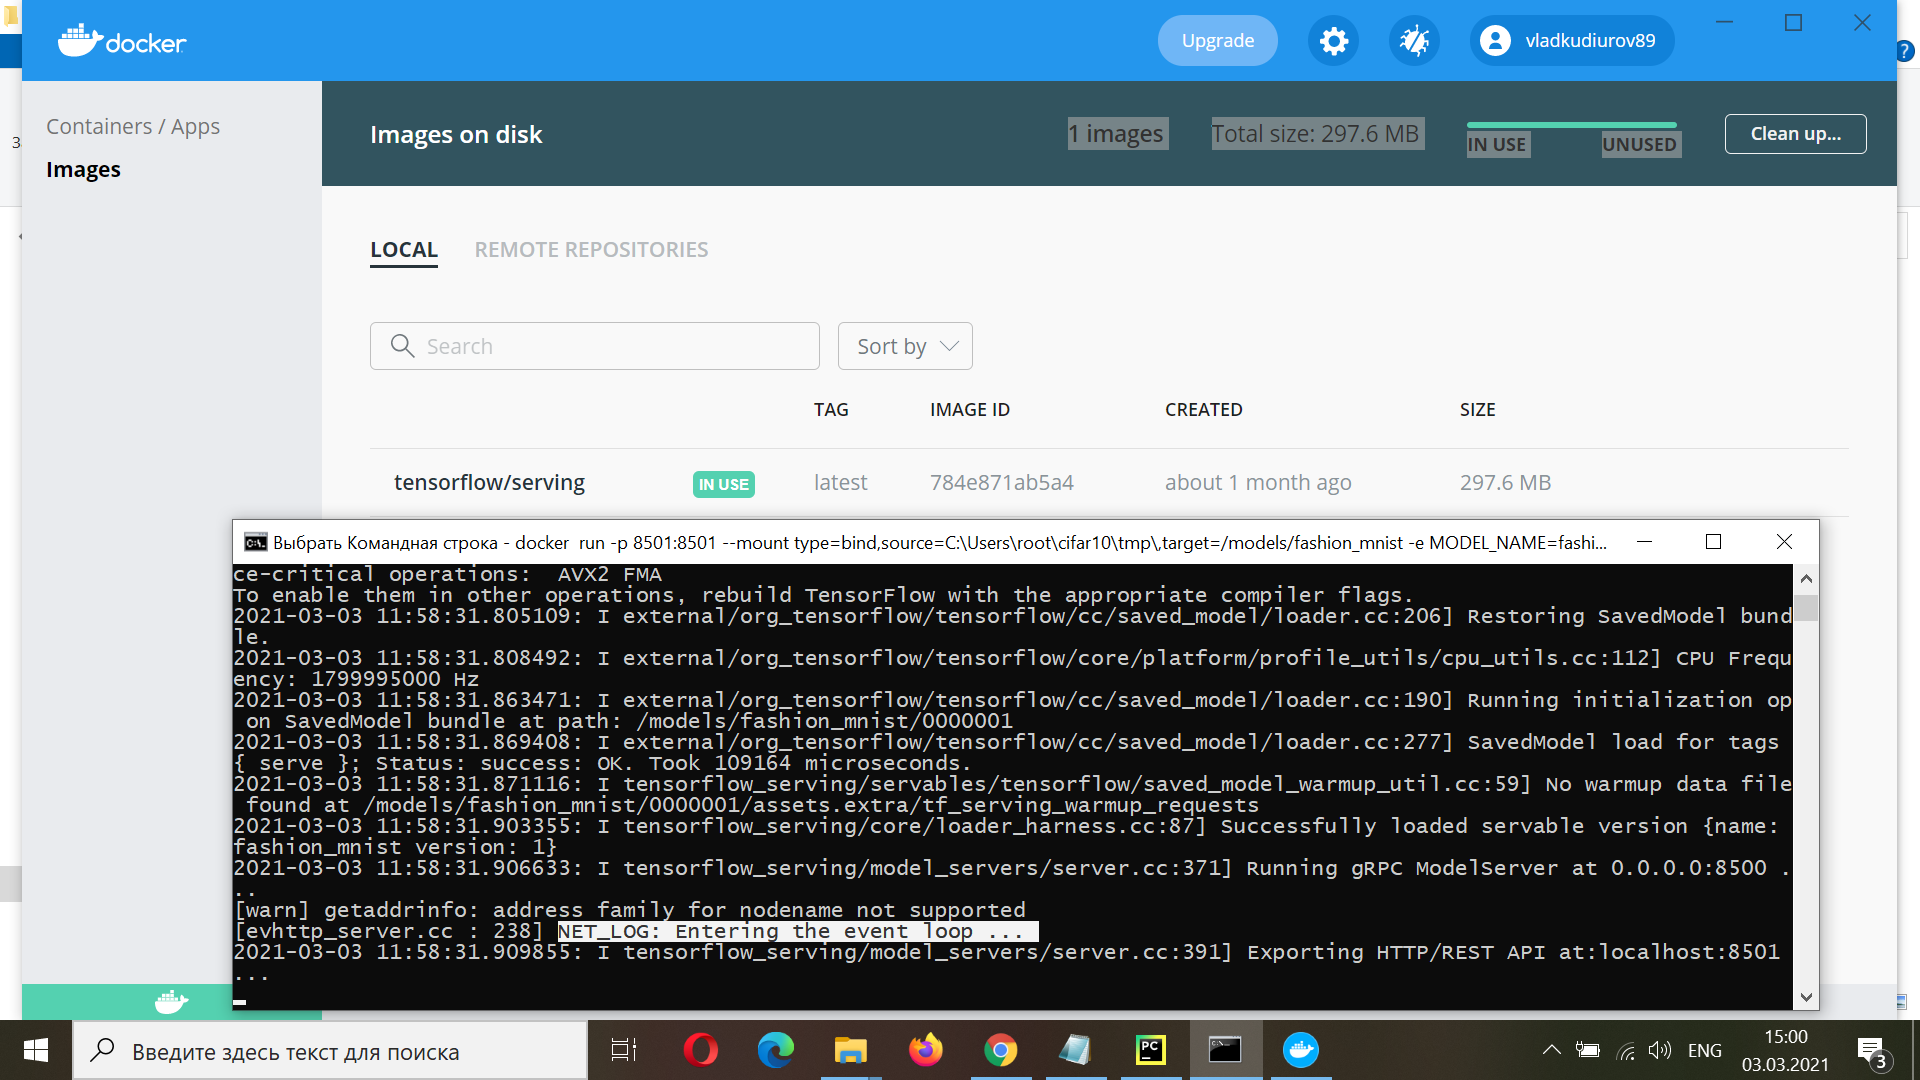 docker
Upgrade
vladkudiurov89
?
3
Containers / Apps
Images
Images on disk
1 images
Total size: 297.6 MB
IN USE
UNUSED
Clean up...
LOCAL
REMOTE REPOSITORIES
Search
Sort by
TAG
IMAGE ID
CREATED
SIZE
tensorflow/serving
IN USE
latest
784e871ab5a4
about 1 month ago
297.6 MB
C:\.
Выбрать Командная строка - docker  run -p 8501:8501 --mount type=bind,source=C:\Users\root\cifar10\tmp\,target=/models/fashion_mnist -e MODEL_NAME=fashi...
ce-critical operations:  AVX2 FMA
To enable them in other operations, rebuild TensorFlow with the appropriate compiler flags.
2021-03-03 11:58:31.805109: I external/org_tensorflow/tensorflow/cc/saved_model/loader.cc:206] Restoring SavedModel bund
le.
2021-03-03 11:58:31.808492: I external/org_tensorflow/tensorflow/core/platform/profile_utils/cpu_utils.cc:112] CPU Frequ
ency: 1799995000 Hz
2021-03-03 11:58:31.863471: I external/org_tensorflow/tensorflow/cc/saved_model/loader.cc:190] Running initialization op
 on SavedModel bundle at path: /models/fashion_mnist/0000001
2021-03-03 11:58:31.869408: I external/org_tensorflow/tensorflow/cc/saved_model/loader.cc:277] SavedModel load for tags
{ serve }; Status: success: OK. Took 109164 microseconds.
2021-03-03 11:58:31.871116: I tensorflow_serving/servables/tensorflow/saved_model_warmup_util.cc:59] No warmup data file
 found at /models/fashion_mnist/0000001/assets.extra/tf_serving_warmup_requests
2021-03-03 11:58:31.903355: I tensorflow_serving/core/loader_harness.cc:87] Successfully loaded servable version {name:
fashion_mnist version: 1}
2021-03-03 11:58:31.906633: I tensorflow_serving/model_servers/server.cc:371] Running gRPC ModelServer at 0.0.0.0:8500 .
..
[warn] getaddrinfo: address family for nodename not supported
[evhttp_server.cc : 238] NET_LOG: Entering the event loop ...
2021-03-03 11:58:31.909855: I tensorflow_serving/model_servers/server.cc:391] Exporting HTTP/REST API at:localhost:8501
...
Введите здесь текст для поиска
PC
ENG
15:00
03.03.2021
3